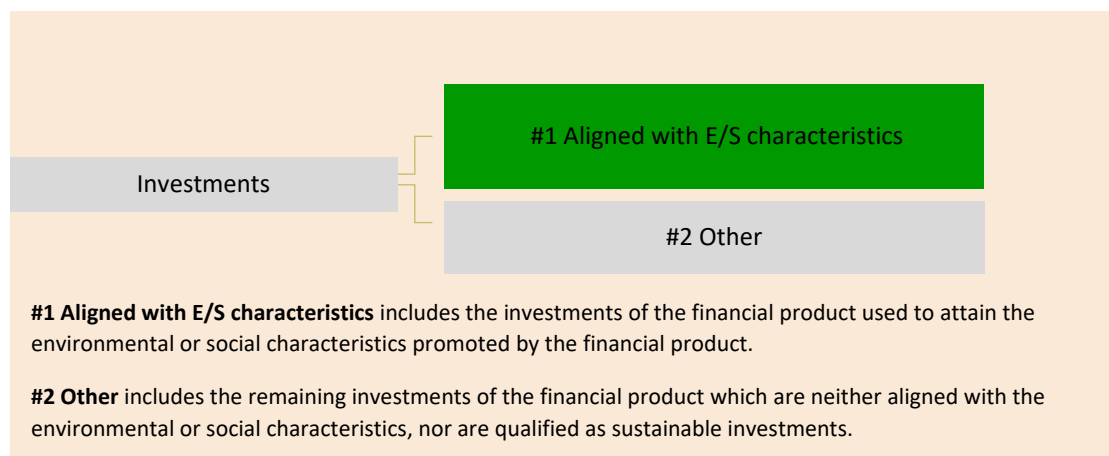 #1 Aligned with E/S characteristics
Investments
#2 Other
#1 Aligned with E/S characteristics includes the investments of the financial product used to attain the
environmental or social characteristics promoted by the financial product.
#2 Other includes the remaining investments of the financial product which are neither aligned with the
environmental or social characteristics, nor are qualified as sustainable investments.